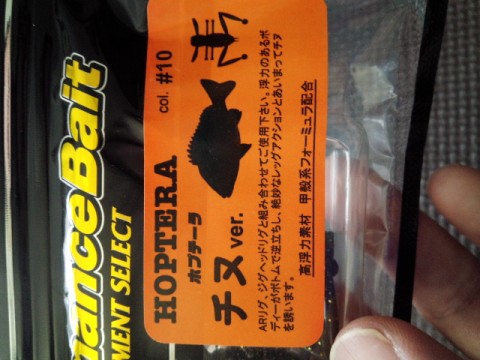 manceBait
MENT SELECT
HOPTERA col. #10
ホプテーラ
チヌ ver.
APリグ、ジグヘッドリグと組み合わせてご使用下さい。浮力のあるボ
ディーがボトムで逆立ちし、絶妙なレッグアクションとあいまってチヌ
を誘います。
高浮力素材 甲殻系フォーミュラ配合